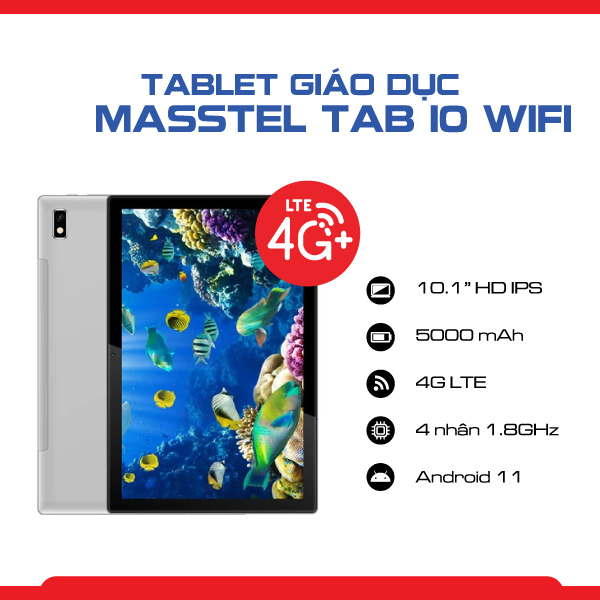 TABLET GIÁO DỤC
MASSTEL TAB 10 WIFI
LTE
4G+
10.1” HD IPS
5000 mAh
4G LTE
4 nhân 1.8GHz
Android 11